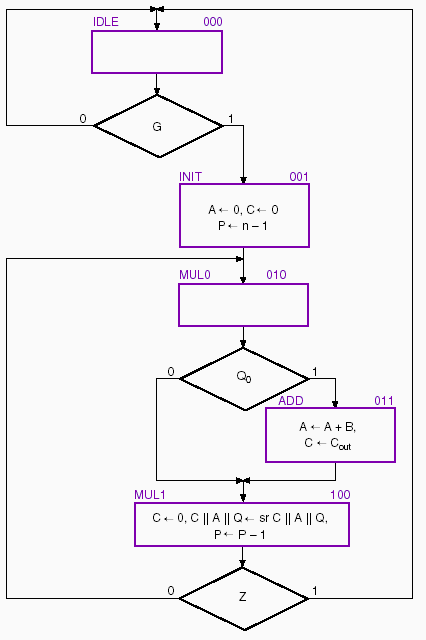 IDLE 000
0 G 1
INIT 001
A ← 0, C ← 0
P ← n – 1
MUL0 010
0 Q0 1
ADD 011
A ← A + B,
C ← Cout
MUL1 100
C ← 0, C || A || Q ← sr C || A || Q,
P ← P – 1
0 Z 1